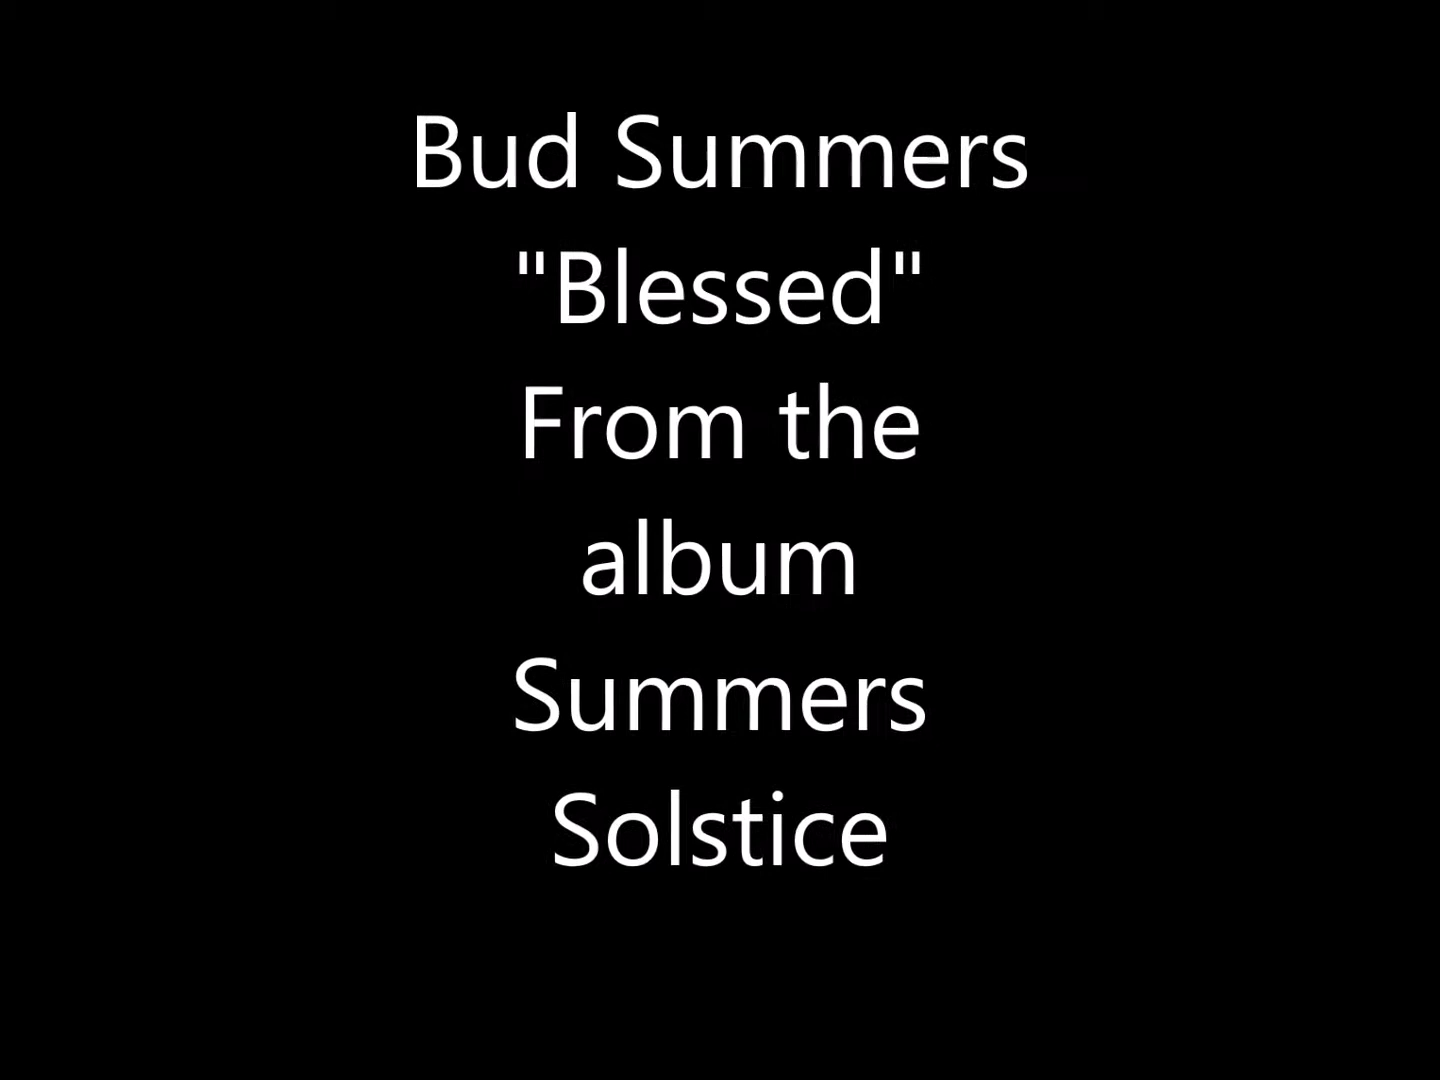 Bud Summers
"Blessed"
From the
album
Summers
Solstice